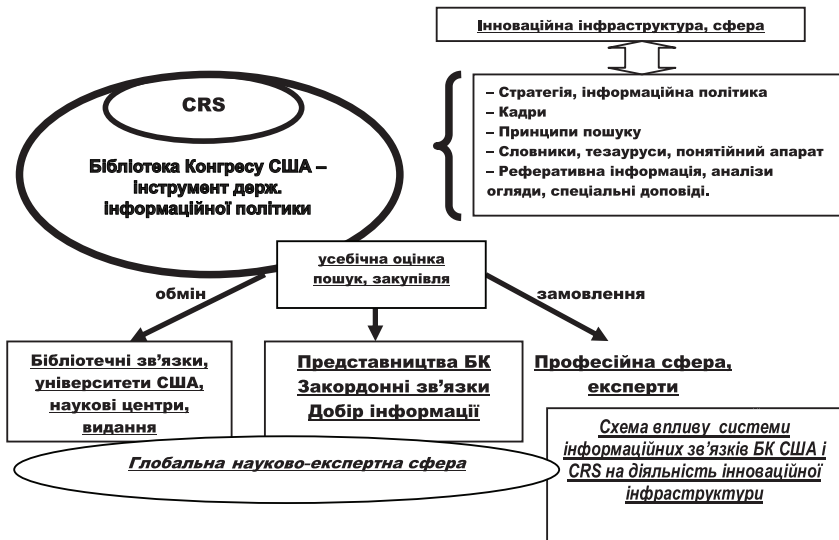 Інноваційна інфраструктура, сфера
CRS
Бібліотека Конгресу США –
інструмент держ.
інформаційної політики
– Стратегія, інформаційна політика
– Кадри
– Принципи пошуку
– Словники, тезауруси, понятійний апарат
– Реферативна інформація, аналізи
огляди, спеціальні доповіді.
усебічна оцінка
пошук, закупівля
обмін
замовлення
Бібліотечні зв’язки,
університети США,
наукові центри,
видання
Представництва БК
Закордонні зв’язки
Добір інформації
Професійна сфера,
експерти
Глобальна науково-експертна сфера
Схема впливу системи
інформаційних зв’язків БК США і
CRS на діяльність інноваційної
інфраструктури